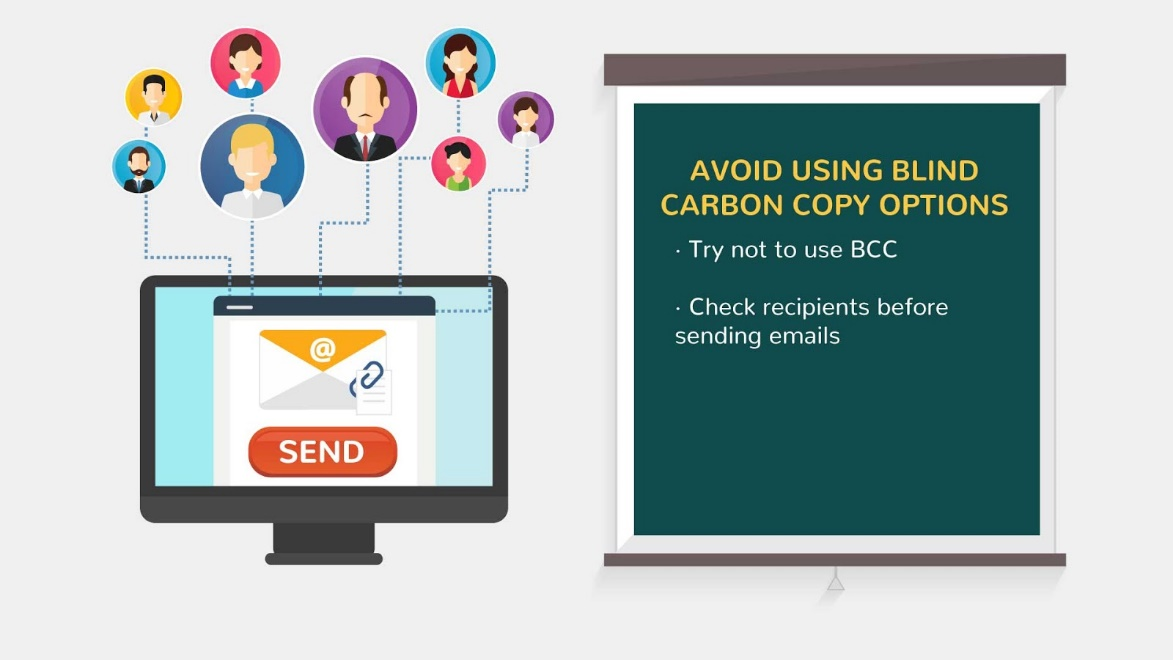 @
SEND
AVOID USING BLIND
CARBON COPY OPTIONS
· Try not to use BCC
· Check recipients before
sending emails